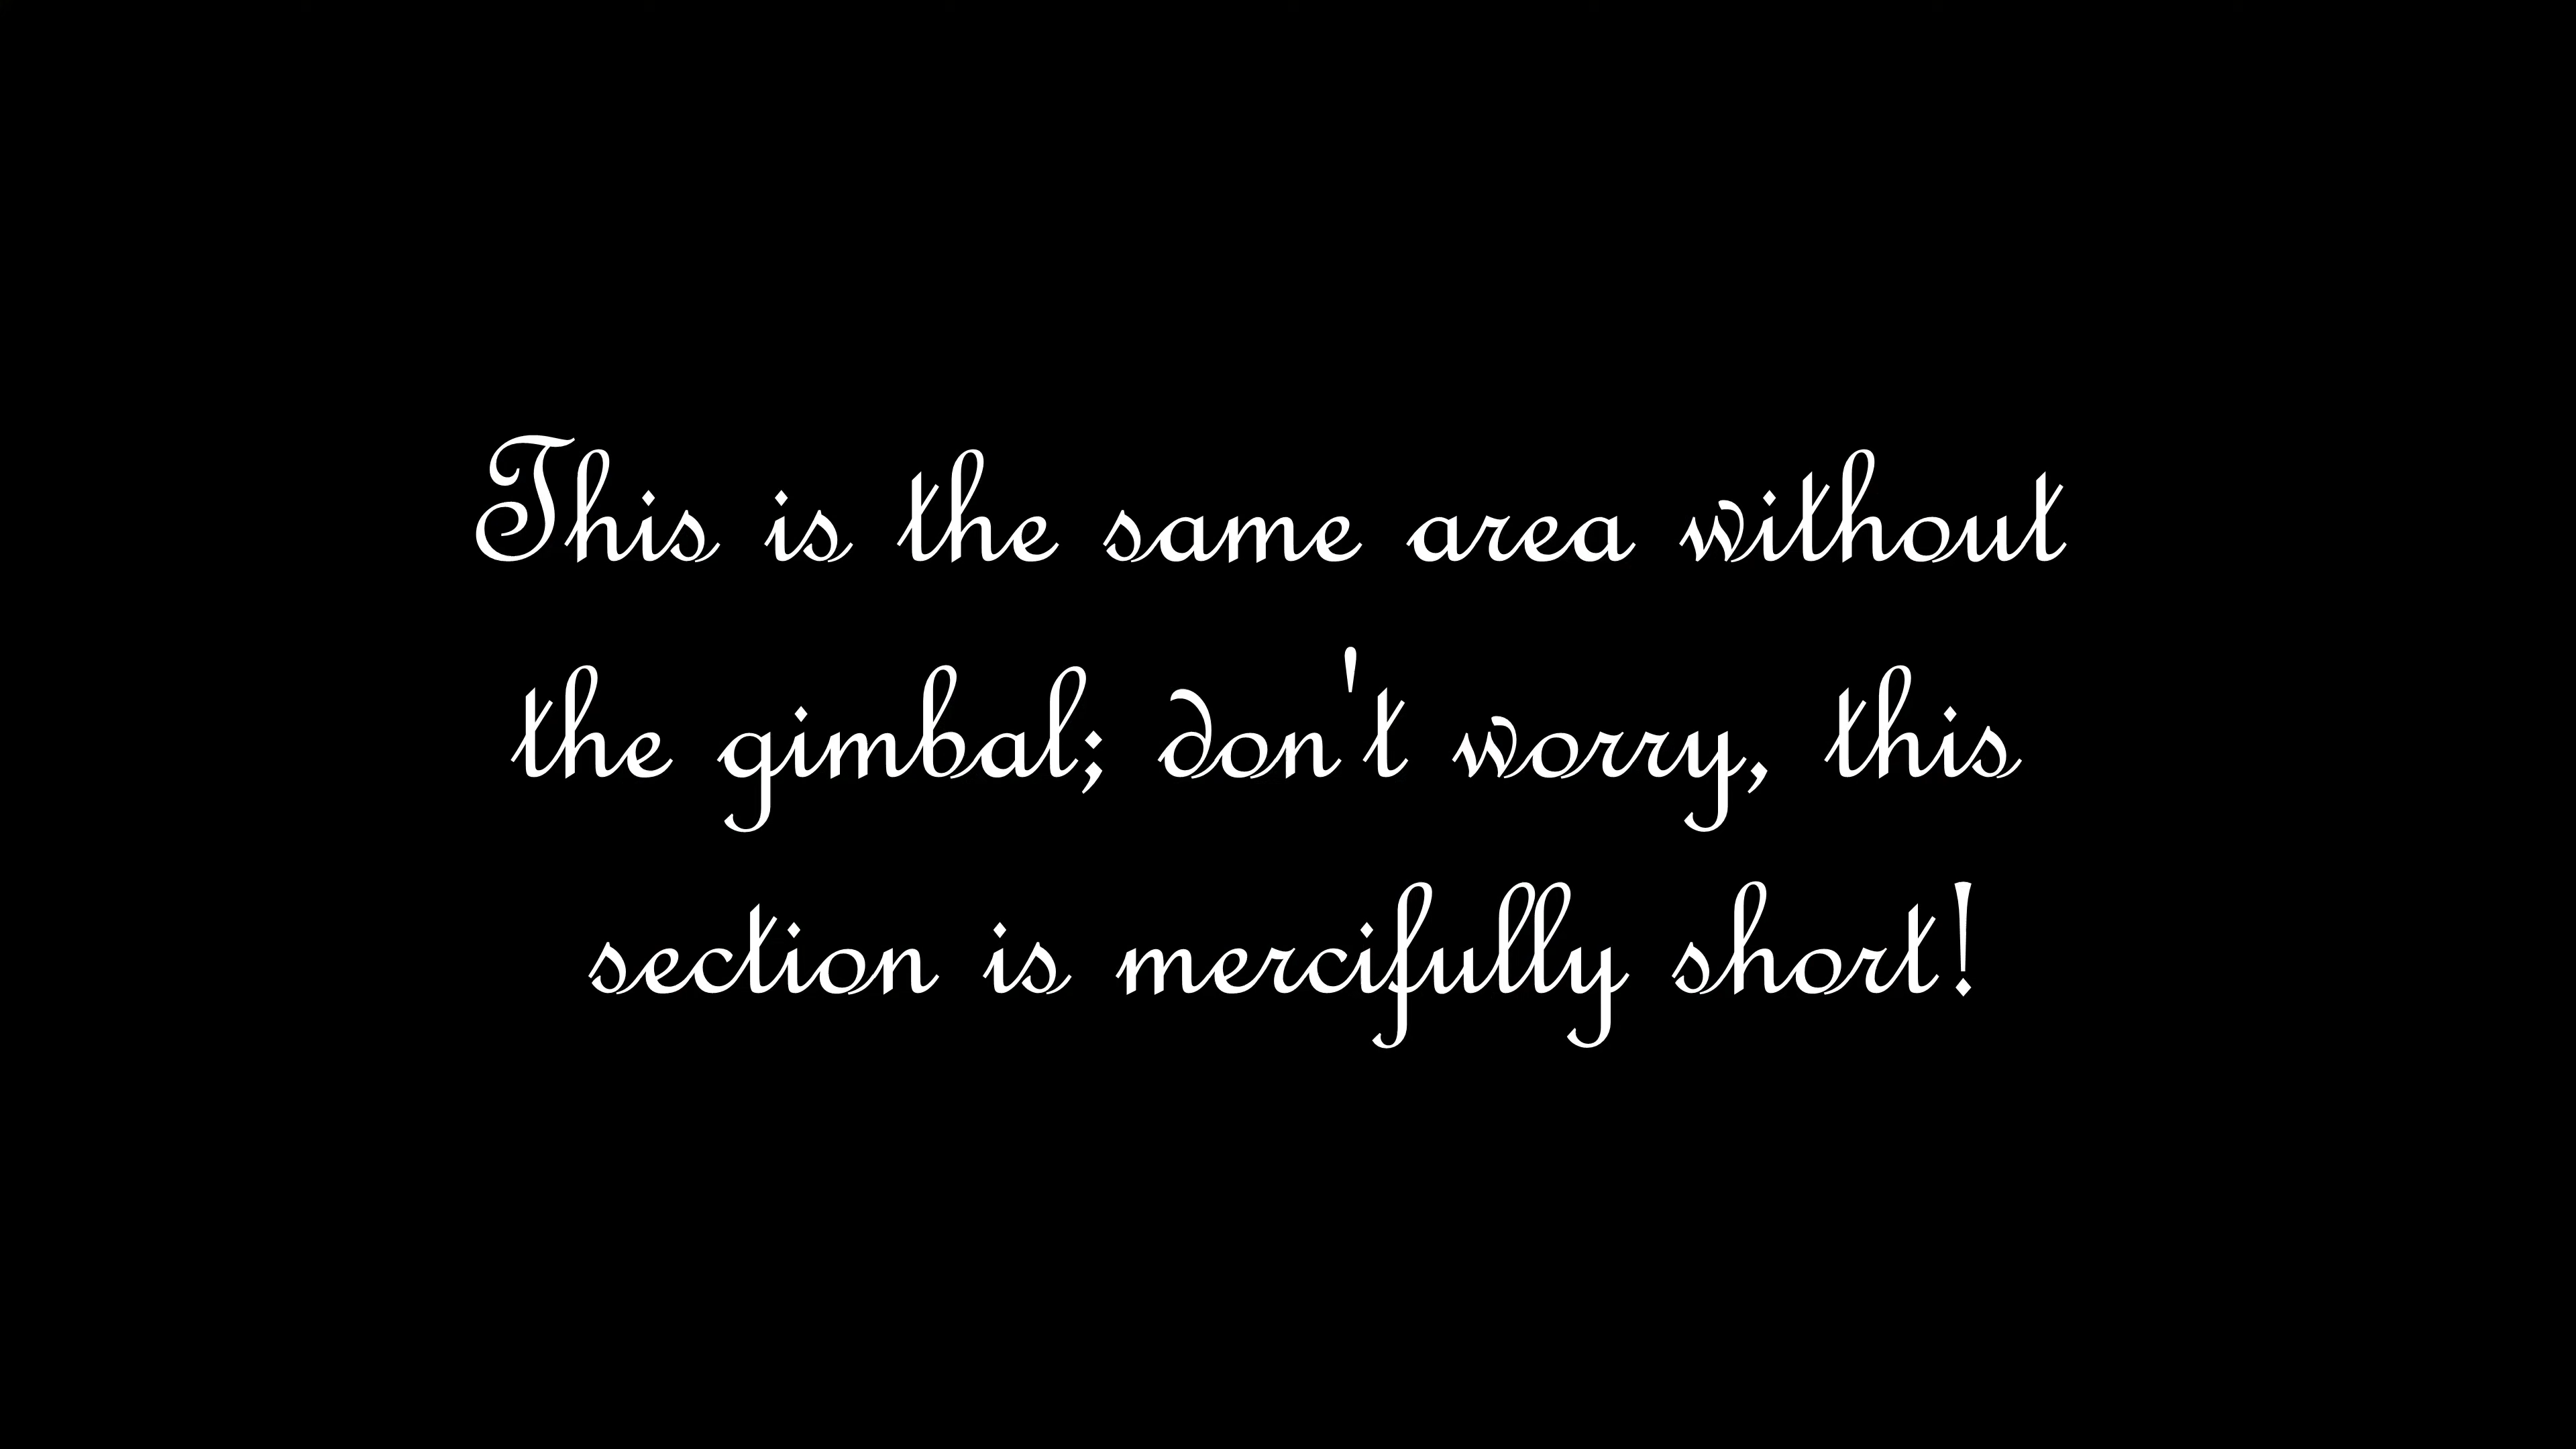 This is the same area without
the gimbal; don't worry, this
section is mercifully short!